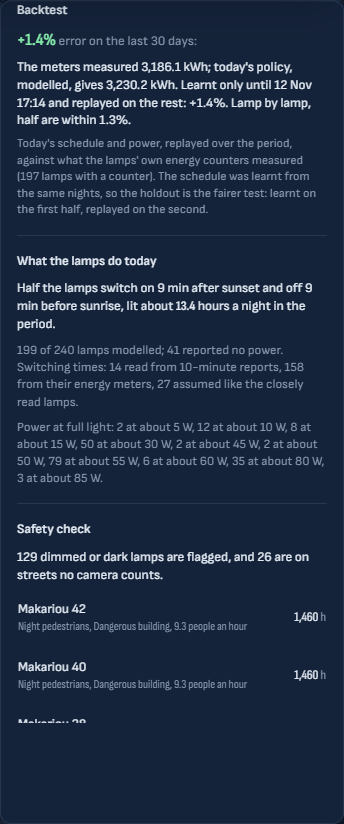 Backtest
+1.4% error on the last 30 days:
The meters measured 3,186.1 kWh; today's policy,
modelled, gives 3,230.2 kWh. Learnt only until 12 Nov
17:14 and replayed on the rest: +1.4%. Lamp by lamp,
half are within 1.3%.
Today's schedule and power, replayed over the period,
against what the lamps' own energy counters measured
(197 lamps with a counter). The schedule was learnt from
the same nights, so the holdout is the fairer test: learnt on
the first half, replayed on the second.
What the lamps do today
Half the lamps switch on 9 min after sunset and off 9
min before sunrise, lit about 13.4 hours a night in the
period.
199 of 240 lamps modelled; 41 reported no power.
Switching times: 14 read from 10-minute reports, 158
from their energy meters, 27 assumed like the closely
read lamps.
Power at full light: 2 at about 5 W, 12 at about 10 W, 8 at
about 15 W, 50 at about 30 W, 2 at about 45 W, 2 at about
50 W, 79 at about 55 W, 6 at about 60 W, 35 at about 80 W,
3 at about 85 W.
Safety check
129 dimmed or dark lamps are flagged, and 26 are on
streets no camera counts.
Makariou 42
1,460 h
Night pedestrians, Dangerous building, 9.3 people an hour
Makariou 40
1,460 h
Night pedestrians, Dangerous building, 9.3 people an hour